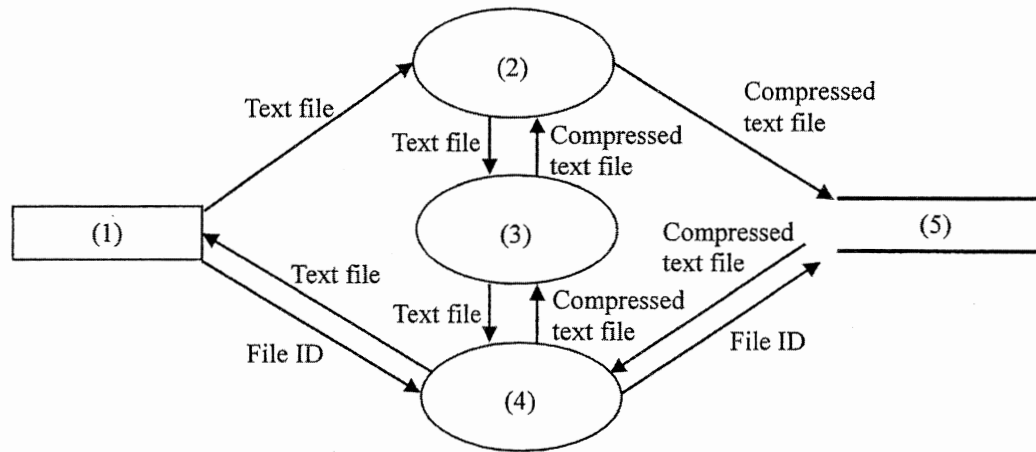 (2)
Text file
Compressed
text file
Text file
Compressed
text file
(1)
(3)
(5)
Compressed
text file
Text file
Text file
Compressed
text file
File ID
File ID
(4)